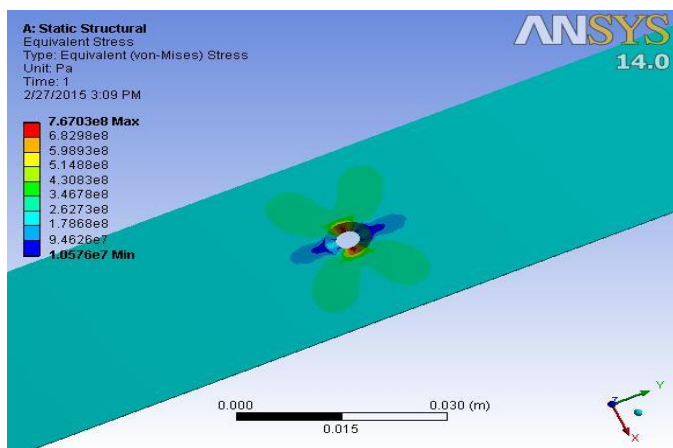 A: Static Structural
Equivalent Stress
Type: Equivalent (von-Mises) Stress
Unit: Pa
Time: 1
2/27/2015 3:09 PM
7.6703e8 Max
6.8298e8
5.9893e8
5.1488e8
4.3083e8
3.4678e8
2.6273e8
1.7868e8
9.4626e7
1.0576e7 Min
ANSYS
14.0
0.000
0.030 (m)
0.015
Z
Y
X